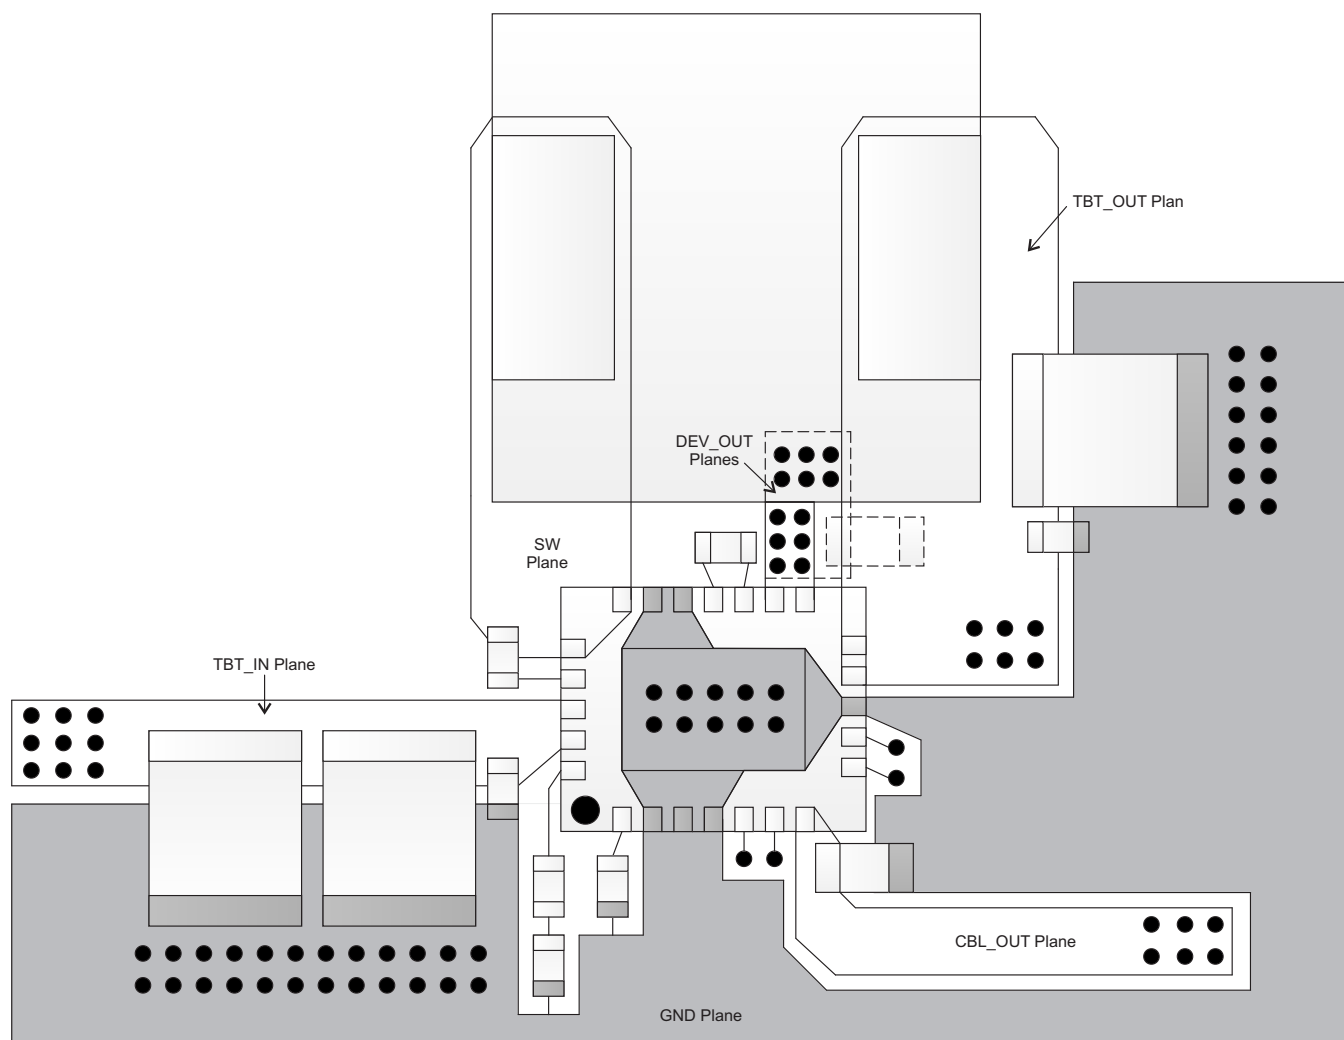 TBT_OUT Plan
DEV_OUT
Planes
SW
Plane
TBT_IN Plane
CBL_OUT Plane
GND Plane